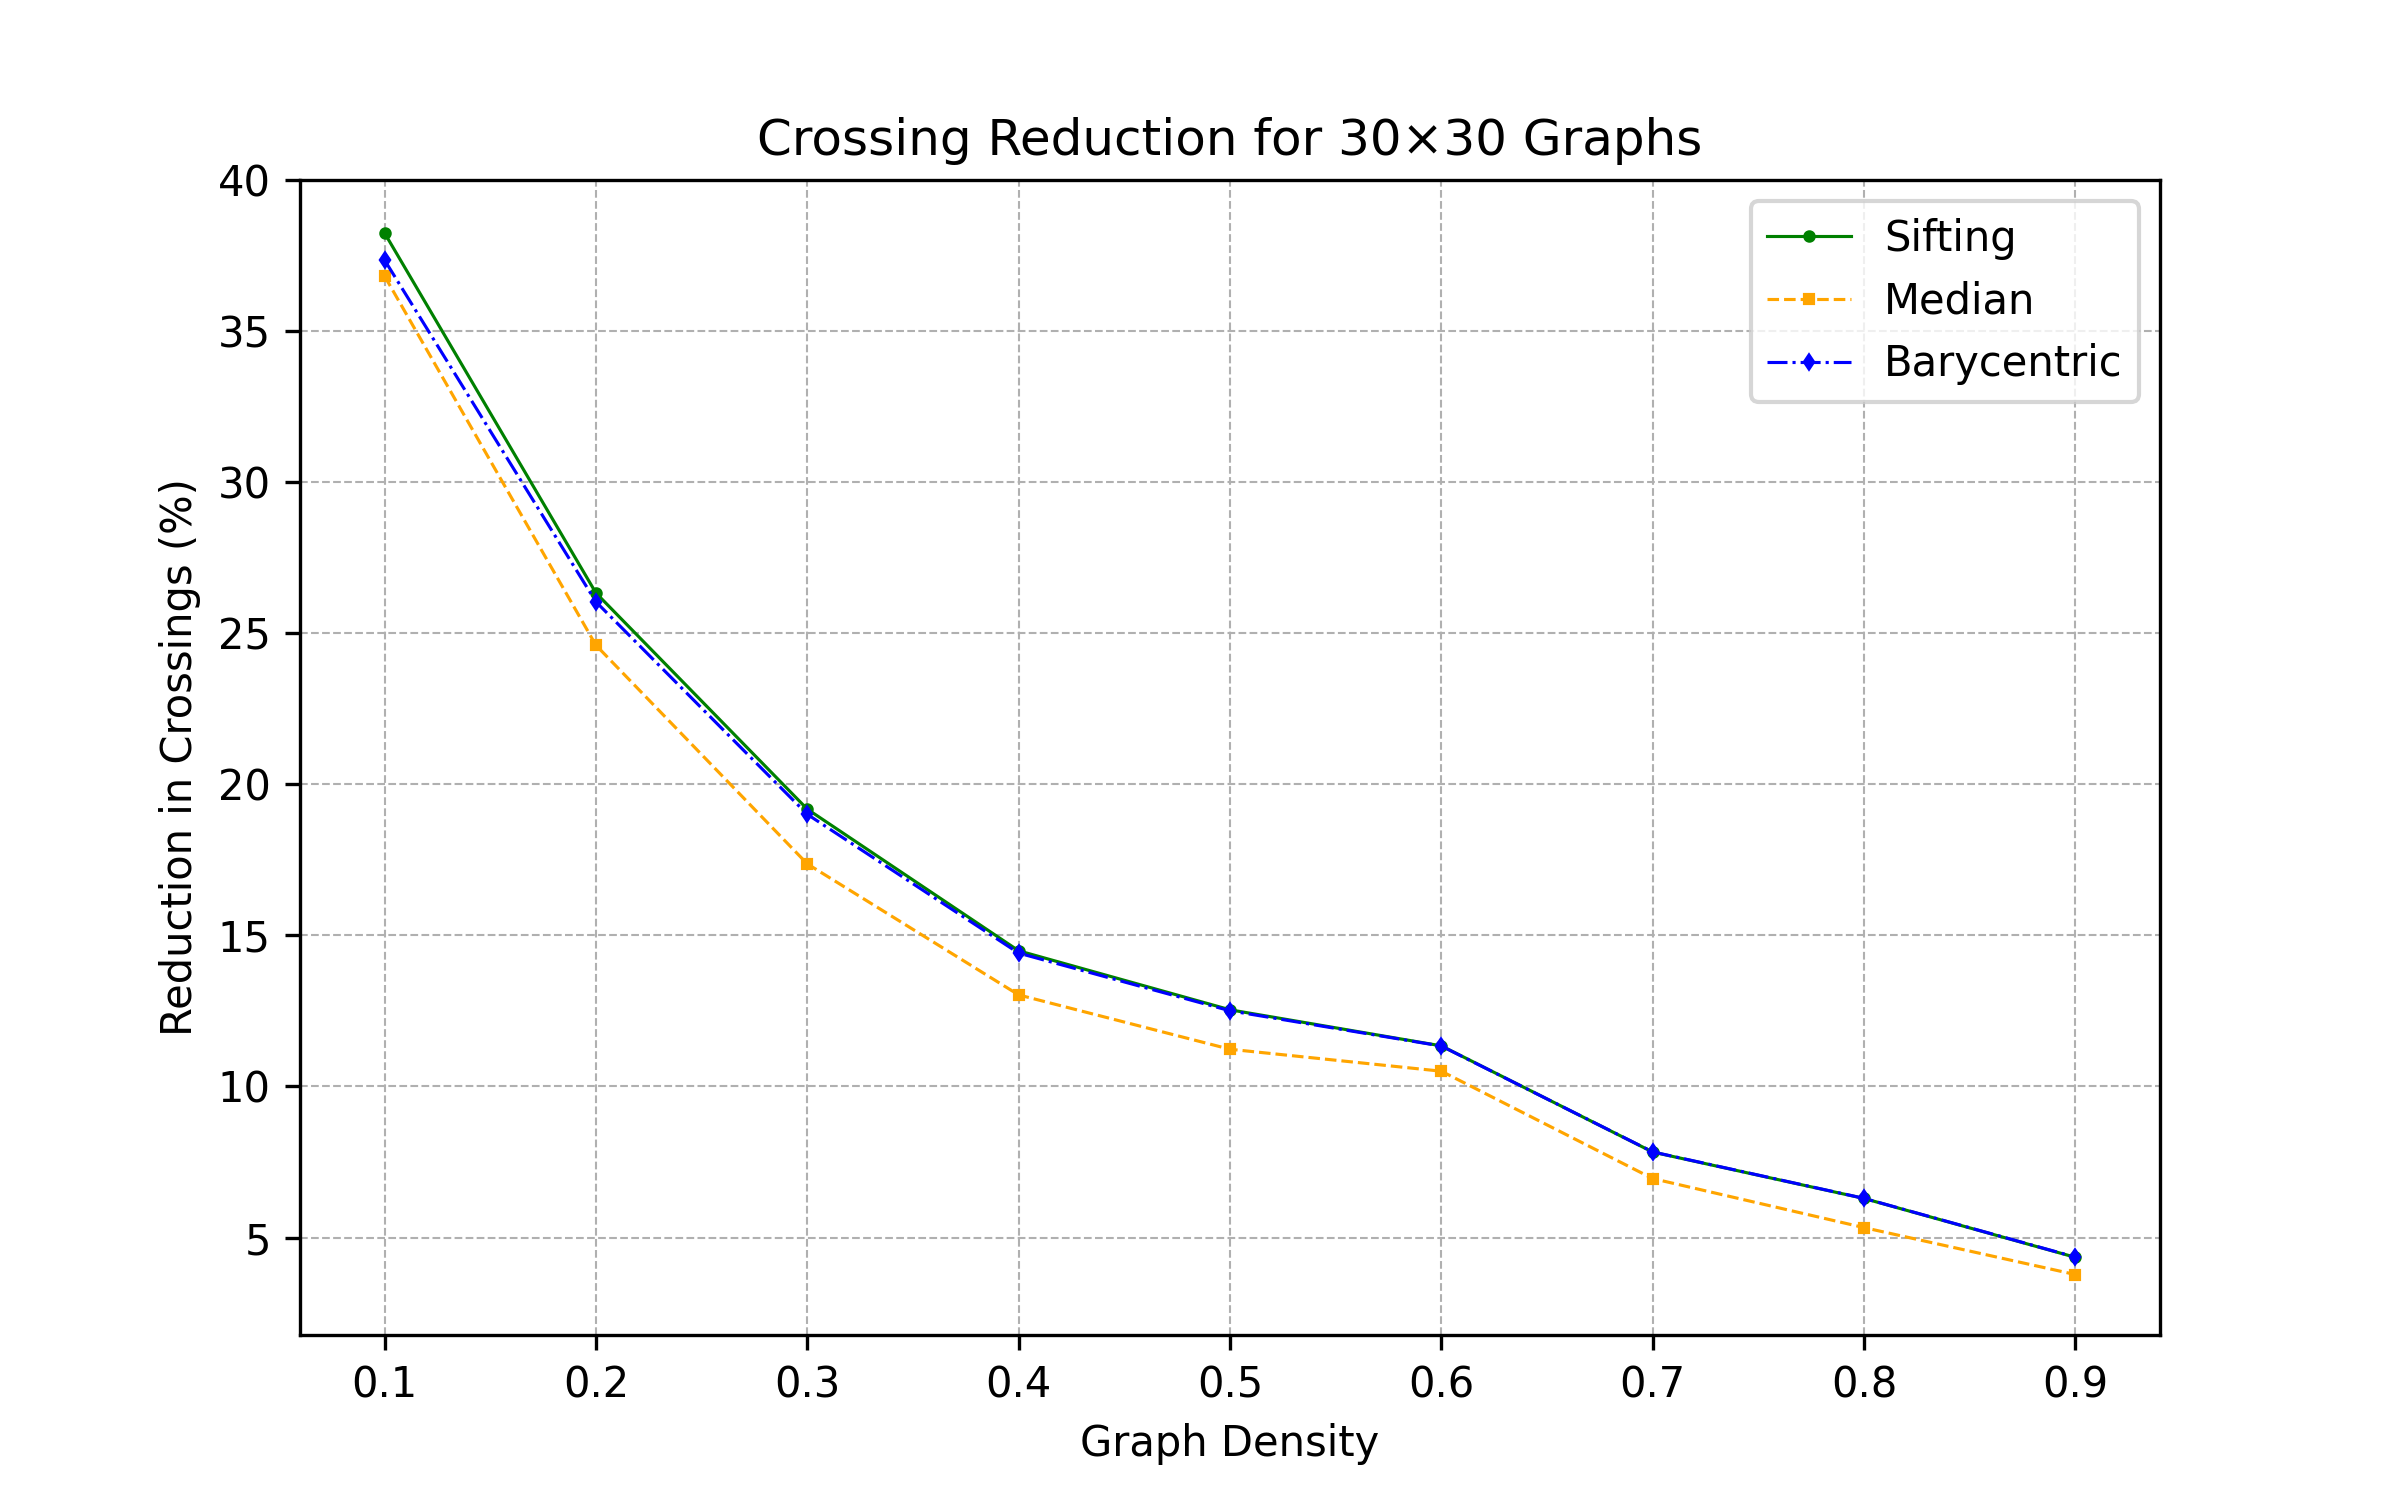 Crossing Reduction for 30×30 Graphs
Sifting
Median
Barycentric
Reduction in Crossings (%)
40
35
30
25
20
15
10
5
0.1 0.2 0.3 0.4 0.5 0.6 0.7 0.8 0.9
Graph Density